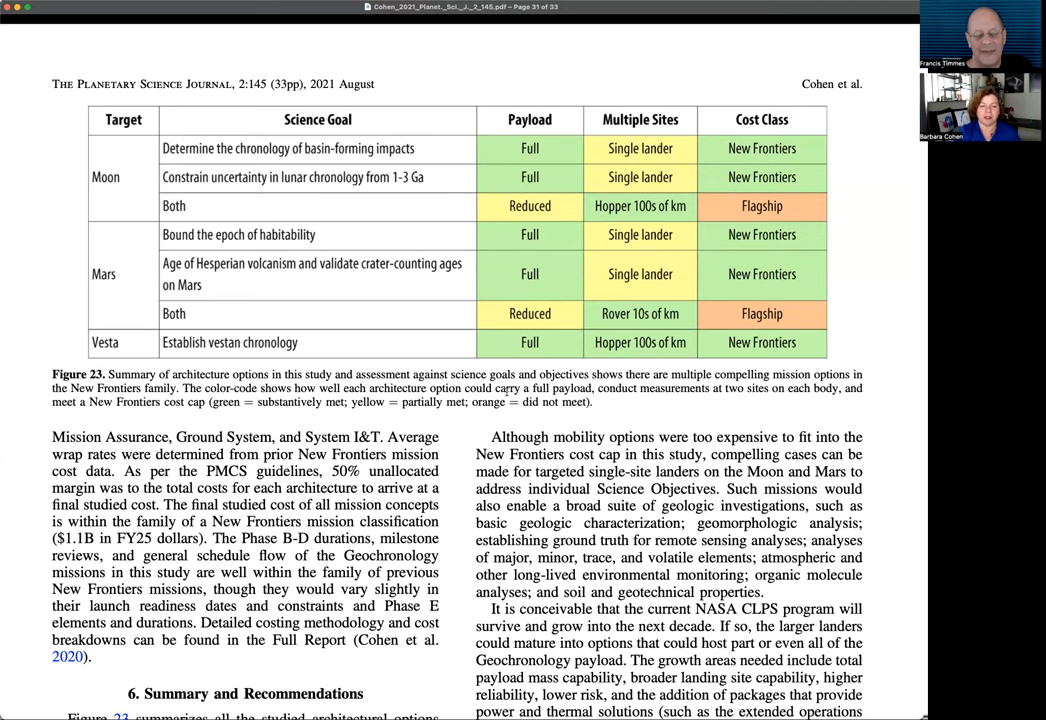 Cohen_2021_Planet._Sci._J._2_145.pdf – Page 31 of 33
Francis Timmes
Barbara Cohen
THE PLANETARY SCIENCE JOURNAL, 2:145 (33pp), 2021 August Cohen et al.
Target Science Goal Payload Multiple Sites Cost Class
Moon
Determine the chronology of basin-forming impacts Full Single lander New Frontiers
Constrain uncertainty in lunar chronology from 1-3 Ga Full Single lander New Frontiers
Both Reduced Hopper 100s of km Flagship
Mars
Bound the epoch of habitability Full Single lander New Frontiers
Age of Hesperian volcanism and validate crater-counting ages
on Mars Full Single lander New Frontiers
Both Reduced Rover 10s of km Flagship
Vesta Establish vestan chronology Full Hopper 100s of km New Frontiers
Figure 23. Summary of architecture options in this study and assessment against science goals and objectives shows there are multiple compelling mission options in
the New Frontiers family. The color-code shows how well each architecture option could carry a full payload, conduct measurements at two sites on each body, and
meet a New Frontiers cost cap (green = substantively met; yellow = partially met; orange = did not meet).
Mission Assurance, Ground System, and System I&T. Average
wrap rates were determined from prior New Frontiers mission
cost data. As per the PMCS guidelines, 50% unallocated
margin was to the total costs for each architecture to arrive at a
final studied cost. The final studied cost of all mission concepts
is within the family of a New Frontiers mission classification
($1.1B in FY25 dollars). The Phase B-D durations, milestone
reviews, and general schedule flow of the Geochronology
missions in this study are well within the family of previous
New Frontiers missions, though they would vary slightly in
their launch readiness dates and constraints and Phase E
elements and durations. Detailed costing methodology and cost
breakdowns can be found in the Full Report (Cohen et al.
2020).
6. Summary and Recommendations
Figure 23 summarizes all the studied architectural options
Although mobility options were too expensive to fit into the
New Frontiers cost cap in this study, compelling cases can be
made for targeted single-site landers on the Moon and Mars to
address individual Science Objectives. Such missions would
also enable a broad suite of geologic investigations, such as
basic geologic characterization; geomorphologic analysis;
establishing ground truth for remote sensing analyses; analyses
of major, minor, trace, and volatile elements; atmospheric and
other long-lived environmental monitoring; organic molecule
analyses; and soil and geotechnical properties.
It is conceivable that the current NASA CLPS program will
survive and grow into the next decade. If so, the larger landers
could mature into options that could host part or even all of the
Geochronology payload. The growth areas needed include total
payload mass capability, broader landing site capability, higher
reliability, lower risk, and the addition of packages that provide
power and thermal solutions (such as the extended operations